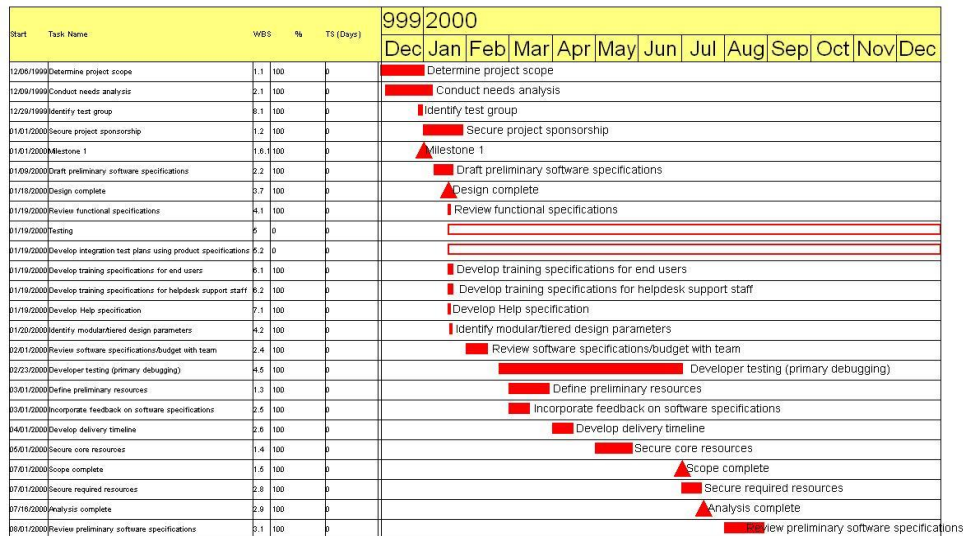 999 2000
Start Task Name WBS % TS (Days) Dec Jan Feb Mar Apr May Jun Jul Aug Sep Oct Nov Dec
12/06/1999 Determine project scope 1.1 100 0 Determine project scope
12/09/1999 Conduct needs analysis 2.1 100 0 Conduct needs analysis
12/29/1999 Identify test group 8.1 100 0 Identify test group
01/01/2000 Secure project sponsorship 1.2 100 0 Secure project sponsorship
01/01/2000 Milestone 1 1.6.1 100 0 Milestone 1
01/09/2000 Draft preliminary software specifications 2.2 100 0 Draft preliminary software specifications
01/18/2000 Design complete 3.7 100 0 Design complete
01/19/2000 Review functional specifications 4.1 100 0 Review functional specifications
01/19/2000 Testing 5 0 0
01/19/2000 Develop integration test plans using product specifications 5.2 0 0
01/19/2000 Develop training specifications for end users 6.1 100 0 Develop training specifications for end users
01/19/2000 Develop training specifications for helpdesk support staff 6.2 100 0 Develop training specifications for helpdesk support staff
01/19/2000 Develop Help specification 7.1 100 0 Develop Help specification
01/20/2000 Identify modular/tiered design parameters 4.2 100 0 Identify modular/tiered design parameters
02/01/2000 Review software specifications/budget with team 2.4 100 0 Review software specifications/budget with team
02/23/2000 Developer testing (primary debugging) 4.5 100 0 Developer testing (primary debugging)
03/01/2000 Define preliminary resources 1.3 100 0 Define preliminary resources
03/01/2000 Incorporate feedback on software specifications 2.5 100 0 Incorporate feedback on software specifications
04/01/2000 Develop delivery timeline 2.6 100 0 Develop delivery timeline
05/01/2000 Secure core resources 1.4 100 0 Secure core resources
07/01/2000 Scope complete 1.5 100 0 Scope complete
07/01/2000 Secure required resources 2.8 100 0 Secure required resources
07/16/2000 Analysis complete 2.9 100 0 Analysis complete
08/01/2000 Review preliminary software specifications 3.1 100 0 Review preliminary software specifications